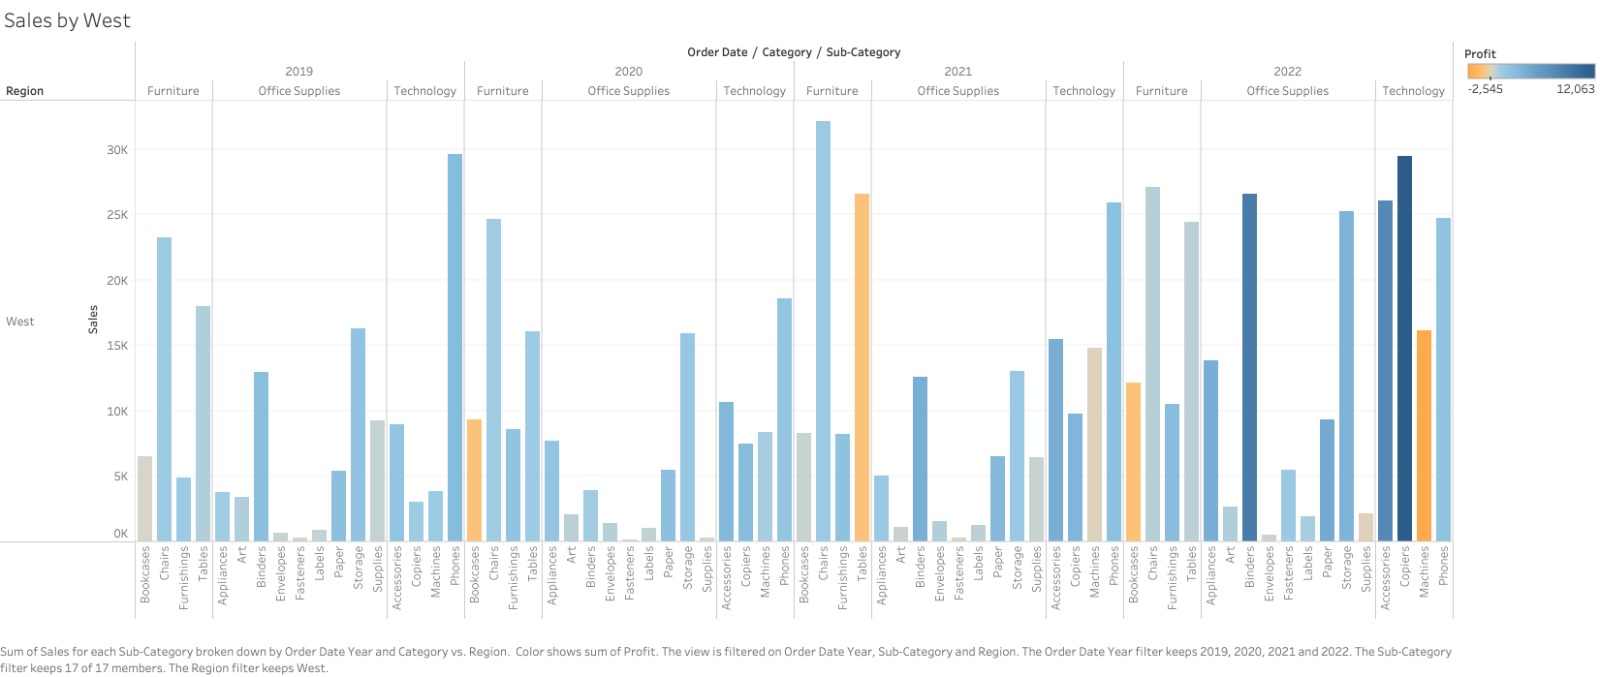 Sales by West
Order Date / Category / Sub-Category
Profit
2019 2020 2021 2022
-2,545 12,063
Region Furniture Office Supplies Technology Furniture Office Supplies Technology Furniture Office Supplies Technology Furniture Office Supplies Technology
30K
25K
20K
15K
10K
5K
0K
Sales
West
Bookcases Chairs Furnishings Tables Appliances Art Binders Envelopes Fasteners Labels Paper Storage Supplies Accessories Copiers Machines Phones Bookcases Chairs Furnishings Tables Appliances Art Binders Envelopes Fasteners Labels Paper Storage Supplies Accessories Copiers Machines Phones Bookcases Chairs Furnishings Tables Appliances Art Binders Envelopes Fasteners Labels Paper Storage Supplies Accessories Copiers Machines Phones Bookcases Chairs Furnishings Tables Appliances Art Binders Envelopes Fasteners Labels Paper Storage Supplies Accessories Copiers Machines Phones
Sum of Sales for each Sub-Category broken down by Order Date Year and Category vs. Region. Color shows sum of Profit. The view is filtered on Order Date Year, Sub-Category and Region. The Order Date Year filter keeps 2019, 2020, 2021 and 2022. The Sub-Category
filter keeps 17 of 17 members. The Region filter keeps West.